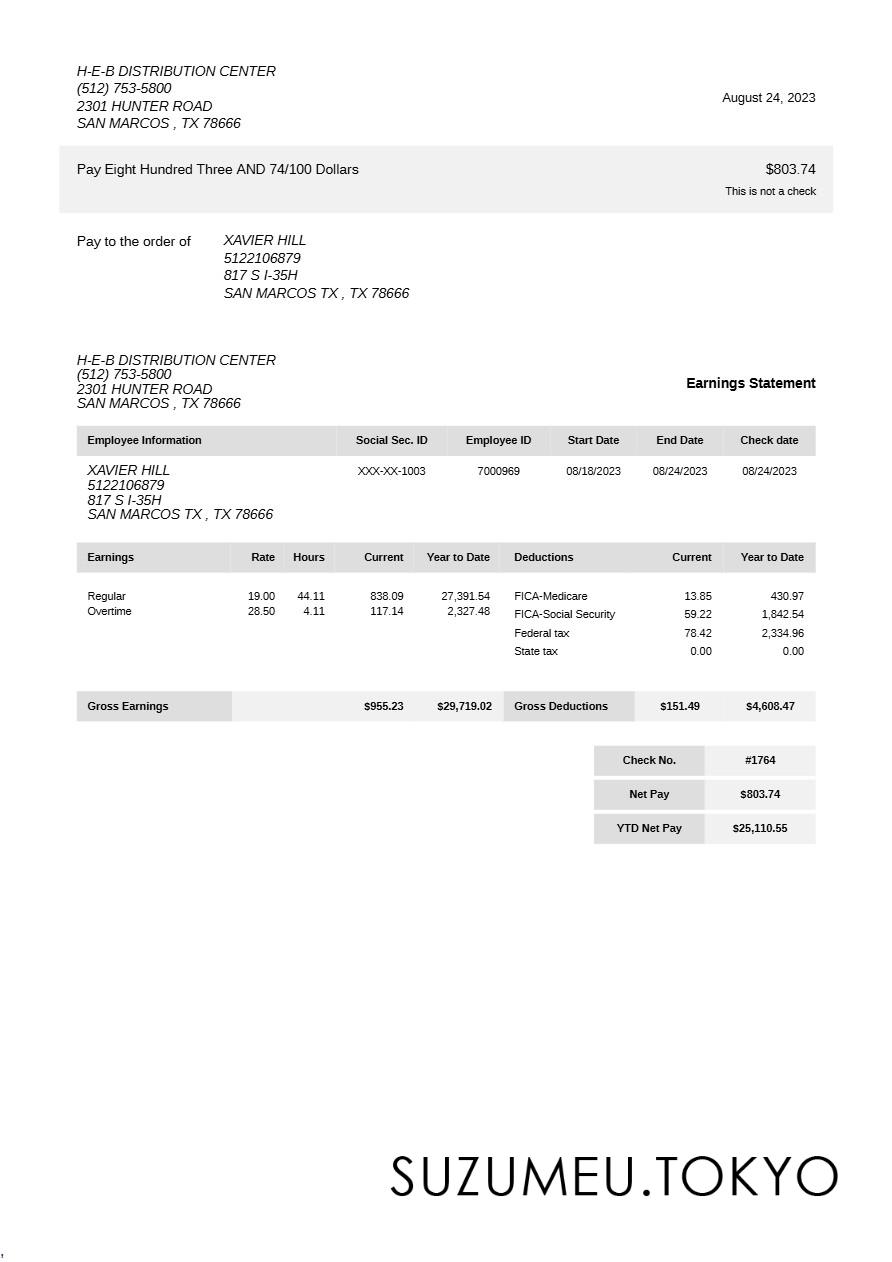 H-E-B DISTRIBUTION CENTER
(512) 753-5800
2301 HUNTER ROAD
SAN MARCOS , TX 78666
August 24, 2023
Pay Eight Hundred Three AND 74/100 Dollars $803.74
This is not a check
Pay to the order of XAVIER HILL
5122106879
817 S I-35H
SAN MARCOS TX , TX 78666
H-E-B DISTRIBUTION CENTER
(512) 753-5800
2301 HUNTER ROAD
SAN MARCOS , TX 78666
Earnings Statement
Employee Information Social Sec. ID Employee ID Start Date End Date Check date
XAVIER HILL XXX-XX-1003 7000969 08/18/2023 08/24/2023 08/24/2023
5122106879
817 S I-35H
SAN MARCOS TX , TX 78666
Earnings Rate Hours Current Year to Date Deductions Current Year to Date
Regular 19.00 44.11 838.09 27,391.54 FICA-Medicare 13.85 430.97
Overtime 28.50 4.11 117.14 2,327.48 FICA-Social Security 59.22 1,842.54
Federal tax 78.42 2,334.96
State tax 0.00 0.00
Gross Earnings $955.23 $29,719.02 Gross Deductions $151.49 $4,608.47
Check No. #1764
Net Pay $803.74
YTD Net Pay $25,110.55
SUZUMEU.TOKYO
,